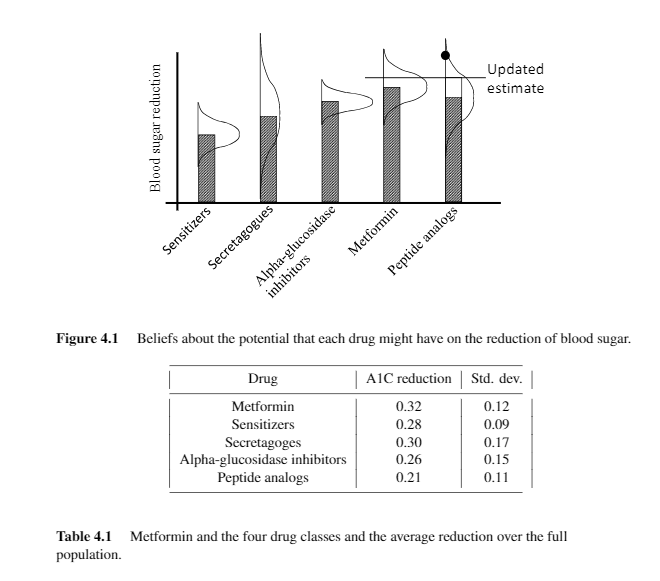 Blood sugar reduction
Updated
estimate
Sensitizers
Secretagogues
Alpha-glucosidase
inhibitors
Metformin
Peptide analogs
Figure 4.1 Beliefs about the potential that each drug might have on the reduction of blood sugar.
Drug A1C reduction Std. dev.
Metformin 0.32 0.12
Sensitizers 0.28 0.09
Secretagoges 0.30 0.17
Alpha-glucosidase inhibitors 0.26 0.15
Peptide analogs 0.21 0.11
Table 4.1 Metformin and the four drug classes and the average reduction over the full
population.